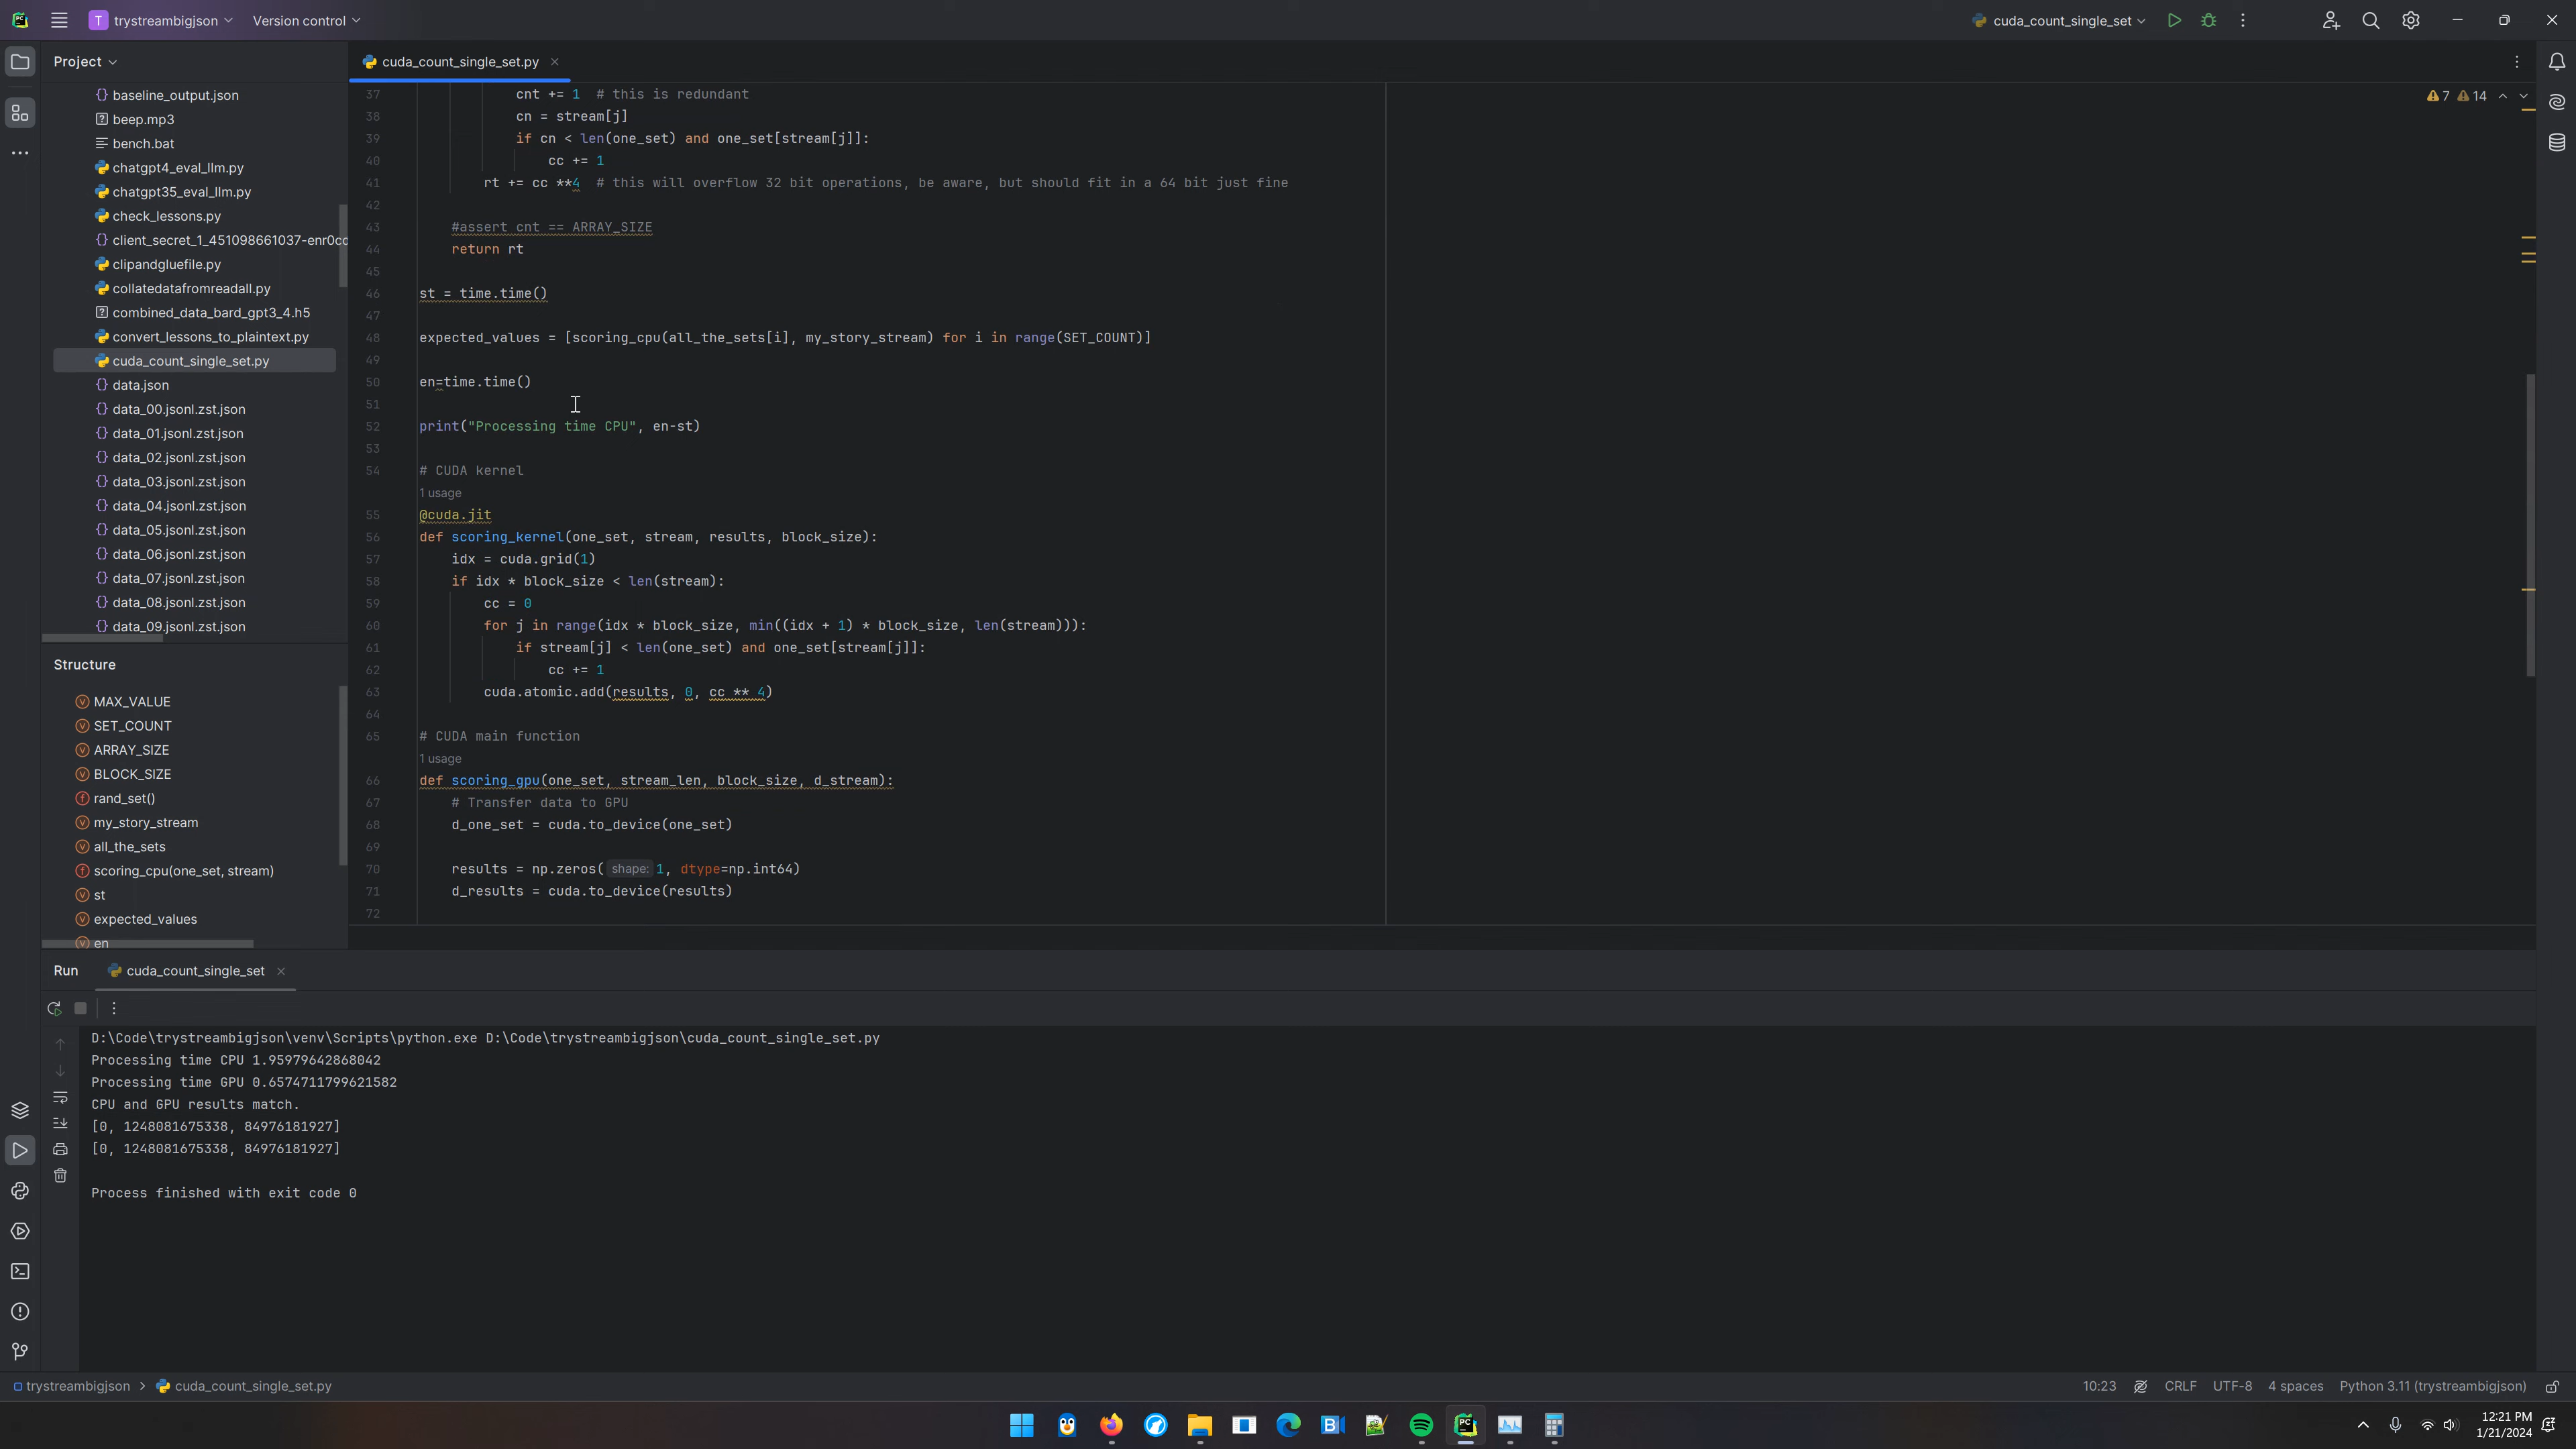 trystreambigjson
Version control
cuda_count_single_set
Project
cuda_count_single_set.py
baseline_output.json
beep.mp3
bench.bat
chatgpt4_eval_llm.py
chatgpt35_eval_llm.py
check_lessons.py
client_secret_1_451098661037-enr0cc
clipandgluefile.py
collatedatafromreadall.py
combined_data_bard_gpt3_4.h5
convert_lessons_to_plaintext.py
cuda_count_single_set.py
data.json
data_00.jsonl.zst.json
data_01.jsonl.zst.json
data_02.jsonl.zst.json
data_03.jsonl.zst.json
data_04.jsonl.zst.json
data_05.jsonl.zst.json
data_06.jsonl.zst.json
data_07.jsonl.zst.json
data_08.jsonl.zst.json
data_09.jsonl.zst.json
Structure
MAX_VALUE
SET_COUNT
ARRAY_SIZE
BLOCK_SIZE
rand_set()
my_story_stream
all_the_sets
scoring_cpu(one_set, stream)
st
expected_values
en
7 14
37 cnt += 1  # this is redundant
38 cn = stream[j]
39 if cn < len(one_set) and one_set[stream[j]]:
40 cc += 1
41 rt += cc **4  # this will overflow 32 bit operations, be aware, but should fit in a 64 bit just fine
42
43 #assert cnt == ARRAY_SIZE
44 return rt
45
46 st = time.time()
47
48 expected_values = [scoring_cpu(all_the_sets[i], my_story_stream) for i in range(SET_COUNT)]
49
50 en=time.time()
51
52 print("Processing time CPU", en-st)
53
54 # CUDA kernel
1 usage
55 @cuda.jit
56 def scoring_kernel(one_set, stream, results, block_size):
57 idx = cuda.grid(1)
58 if idx * block_size < len(stream):
59 cc = 0
60 for j in range(idx * block_size, min((idx + 1) * block_size, len(stream))):
61 if stream[j] < len(one_set) and one_set[stream[j]]:
62 cc += 1
63 cuda.atomic.add(results, 0, cc ** 4)
64
65 # CUDA main function
1 usage
66 def scoring_gpu(one_set, stream_len, block_size, d_stream):
67 # Transfer data to GPU
68 d_one_set = cuda.to_device(one_set)
69
70 results = np.zeros( shape: 1, dtype=np.int64)
71 d_results = cuda.to_device(results)
72
Run cuda_count_single_set
D:\Code\trystreambigjson\venv\Scripts\python.exe D:\Code\trystreambigjson\cuda_count_single_set.py
Processing time CPU 1.95979642868042
Processing time GPU 0.6574711799621582
CPU and GPU results match.
[0, 1248081675338, 84976181927]
[0, 1248081675338, 84976181927]
Process finished with exit code 0
trystreambigjson > cuda_count_single_set.py
10:23 CRLF UTF-8 4 spaces Python 3.11 (trystreambigjson)
12:21 PM
1/21/2024